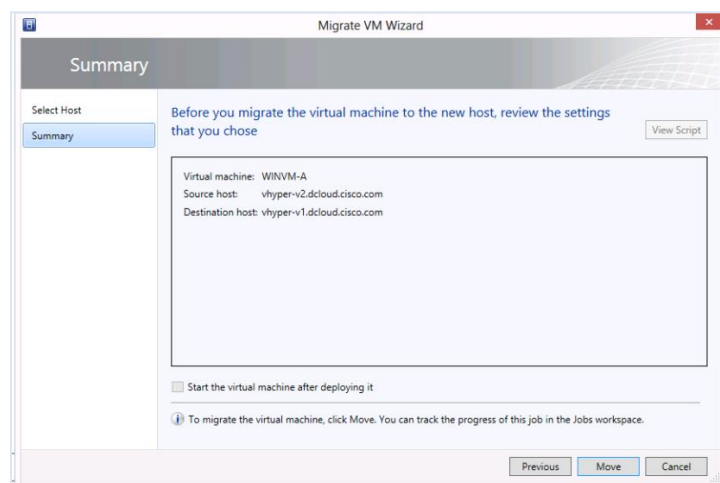 Migrate VM Wizard
Summary
Select Host
Summary
Before you migrate the virtual machine to the new host, review the settings
that you chose
View Script
Virtual machine: WINVM-A
Source host: vhyper-v2.dcloud.cisco.com
Destination host: vhyper-v1.dcloud.cisco.com
Start the virtual machine after deploying it
To migrate the virtual machine, click Move. You can track the progress of this job in the Jobs workspace.
Previous Move Cancel